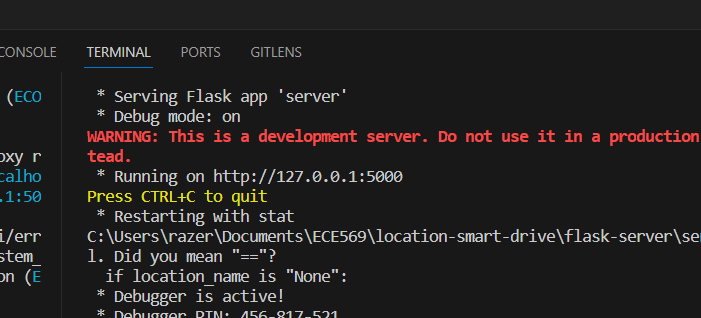 CONSOLE TERMINAL PORTS GITLENS
(ECO
oxy r
calho
.1:50
i/err
stem_
on (E
* Serving Flask app 'server'
* Debug mode: on
WARNING: This is a development server. Do not use it in a production
tead.
* Running on http://127.0.0.1:5000
Press CTRL+C to quit
* Restarting with stat
C:\Users\razer\Documents\ECE569\location-smart-drive\flask-server\se
l. Did you mean "=="?
if location_name is "None":
* Debugger is active!
* Debugger PIN: 456-817-521